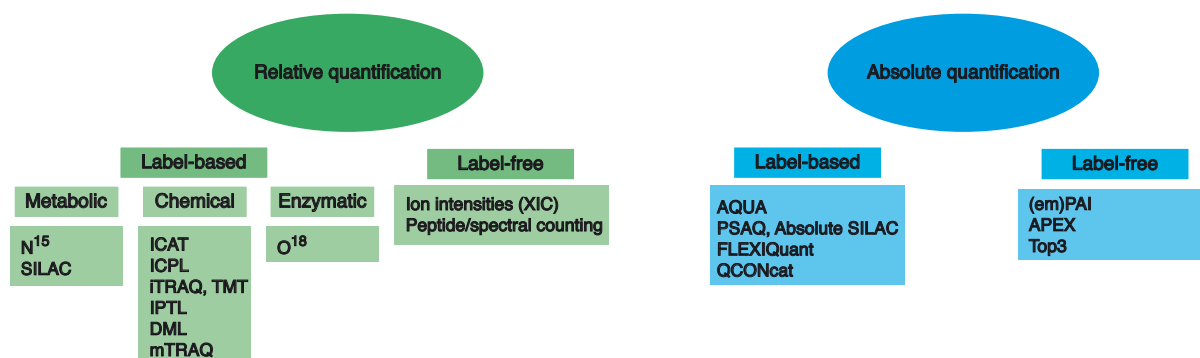 Relative quantification
Absolute quantification
Label-based
Label-free
Metabolic
Chemical
Enzymatic
N15
SILAC
ICAT
ICPL
iTRAQ, TMT
IPTL
DML
mTRAQ
O18
Ion intensities (XIC)
Peptide/spectral counting
Label-based
Label-free
AQUA
PSAQ, Absolute SILAC
FLEXIQuant
QCONcat
(em)PAI
APEX
Top3